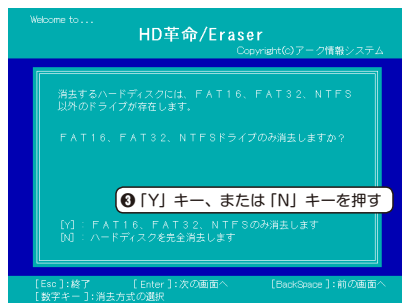 Welcome to...
HD革命/Eraser
Copyright(C)アーク情報システム
消去するハードディスクには、ＦＡＴ１６、ＦＡＴ３２、ＮＴＦＳ
以外のドライブが存在します。
ＦＡＴ１６、ＦＡＴ３２、ＮＴＦＳドライブのみ消去しますか？
❸「Y」キー、または「N」キーを押す
[Y] : ＦＡＴ１６、ＦＡＴ３２、ＮＴＦＳのみ消去します
[N] : ハードディスクを完全消去します
[Esc]:終了 [Enter]:次の画面へ [BackSpace]:前の画面へ
[数字キー]:消去方式の選択